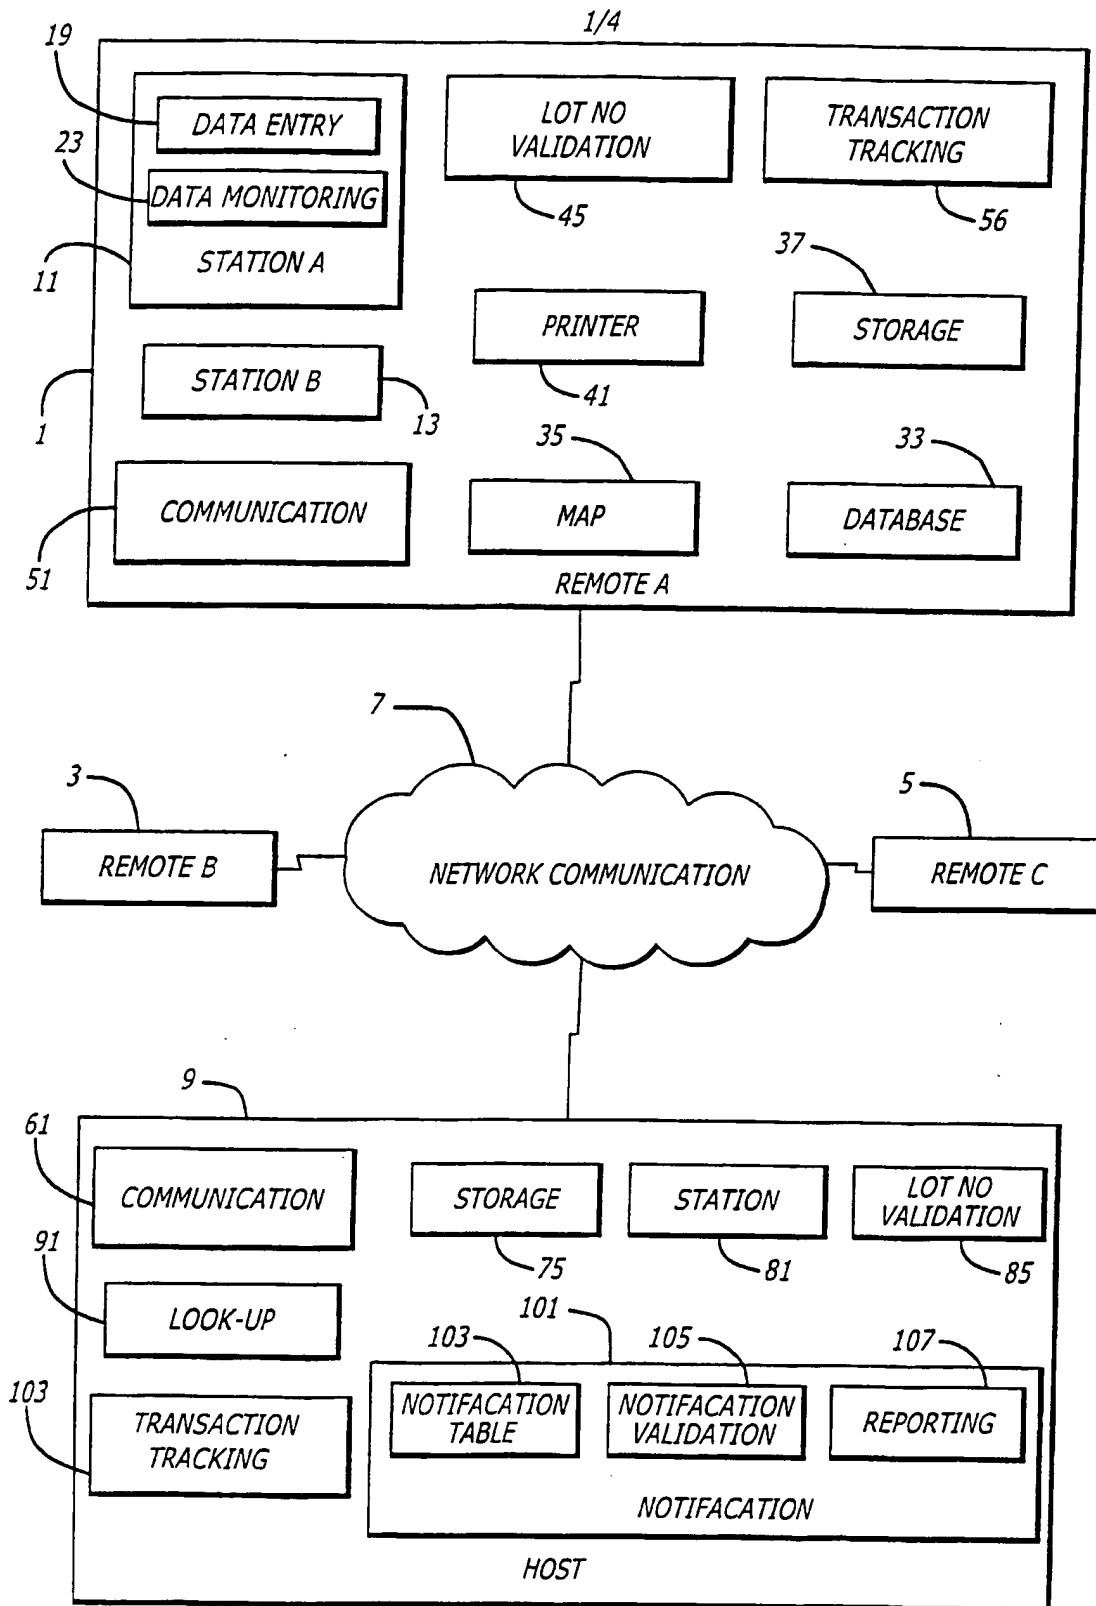 1/4
19
DATA ENTRY
LOT NO
VALIDATION
TRANSACTION
TRACKING
23
DATA MONITORING
45
56
11
STATION A
37
PRINTER
STORAGE
1
STATION B
13
41
35
33
COMMUNICATION
MAP
DATABASE
51
REMOTE A
7
3
5
REMOTE B
NETWORK COMMUNICATION
REMOTE C
9
61
COMMUNICATION
STORAGE
STATION
LOT NO
VALIDATION
91
75
81
85
LOOK-UP
101
103
105
107
103
TRANSACTION
TRACKING
NOTIFACATION
TABLE
NOTIFACATION
VALIDATION
REPORTING
NOTIFACATION
HOST